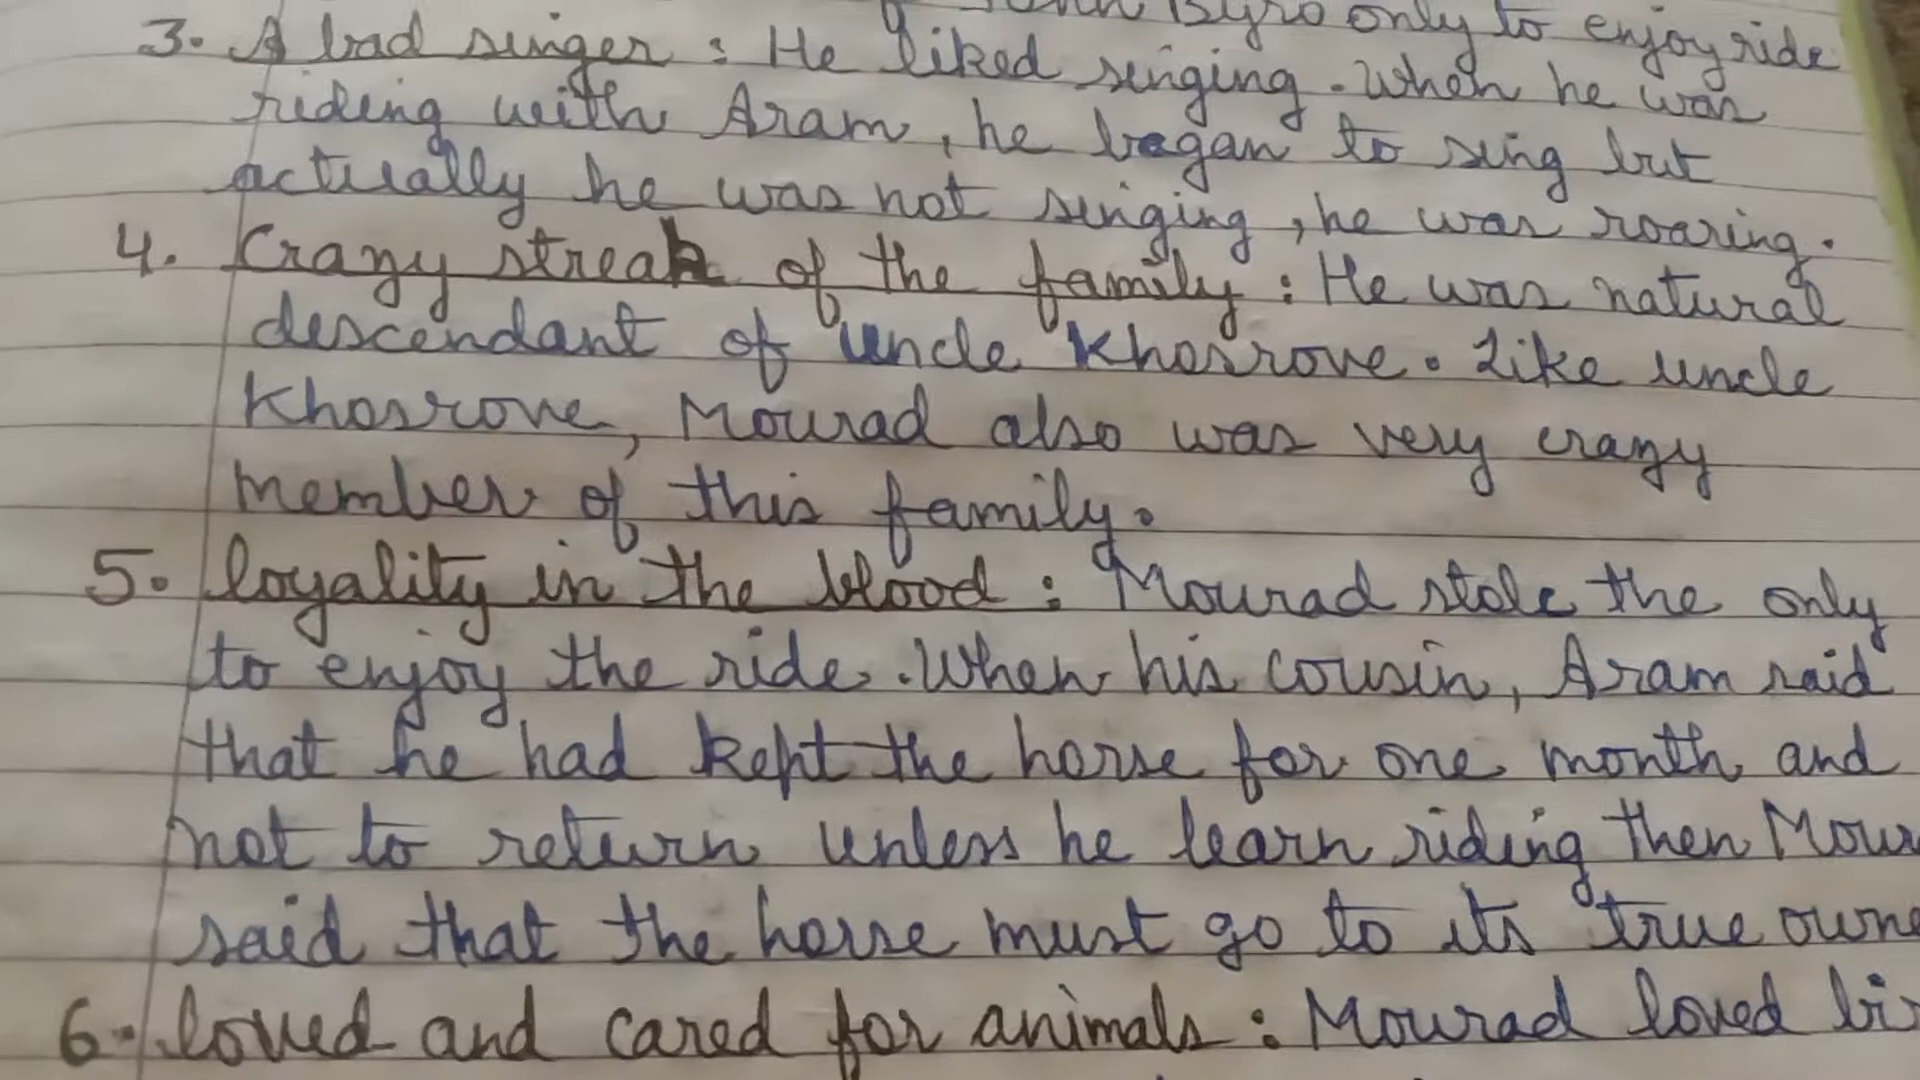 Byro only to enjoy ride
3. A bad singer : He liked singing. When he was
riding with Aram, he began to sing but
actually he was not singing, he was roaring.
4. Crazy streak of the family : He was natural
descendant of uncle Khosrove. Like uncle
Khosrove, Mourad also was very crazy
member of this family.
5. loyality in the blood : Mourad stole the only
to enjoy the ride. When his cousin, Aram said
that he had kept the horse for one month and
not to return unless he learn riding then Mour
said that the horse must go to its true owne
6. loved and cared for animals : Mourad loved bi